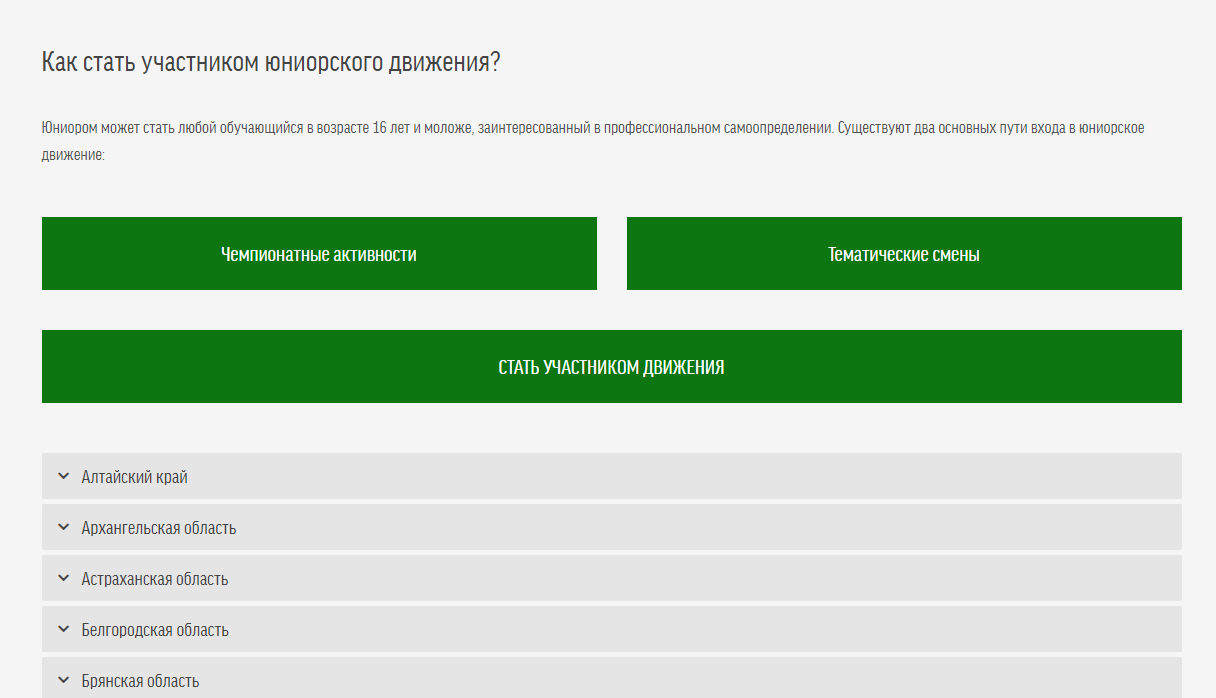 Как стать участником юниорского движения?
Юниором может стать любой обучающийся в возрасте 16 лет и моложе, заинтересованный в профессиональном самоопределении. Существуют два основных пути входа в юниорское
движение:
Чемпионатные активности
Тематические смены
СТАТЬ УЧАСТНИКОМ ДВИЖЕНИЯ
Алтайский край
Архангельская область
Астраханская область
Белгородская область
Брянская область